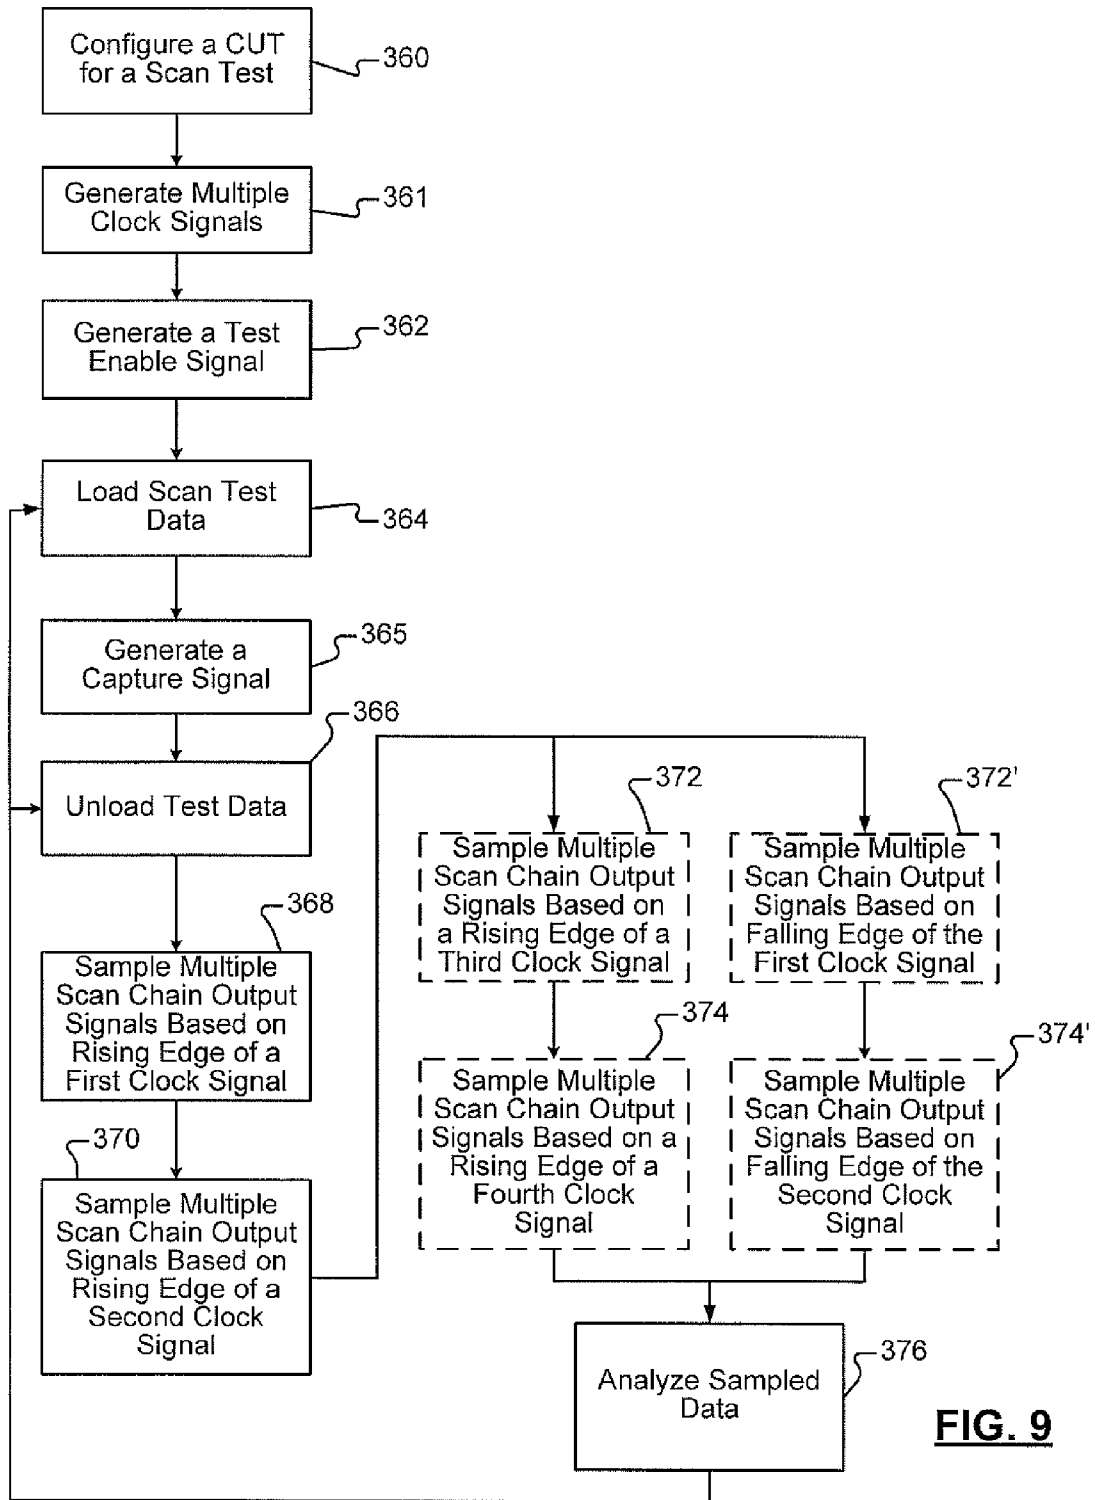 Configure a CUT
for a Scan Test
360
Generate Multiple
Clock Signals
361
Generate a Test
Enable Signal
362
Load Scan Test
Data
364
Generate a
Capture Signal
365
Unload Test Data
366
Sample Multiple
Scan Chain Output
Signals Based on
Rising Edge of a
First Clock Signal
368
Sample Multiple
Scan Chain Output
Signals Based on
Rising Edge of a
Second Clock
Signal
370
Sample Multiple
Scan Chain Output
Signals Based on
a Rising Edge of a
Third Clock Signal
372
Sample Multiple
Scan Chain Output
Signals Based on
Falling Edge of the
First Clock Signal
372'
Sample Multiple
Scan Chain Output
Signals Based on a
Rising Edge of a
Fourth Clock
Signal
374
Sample Multiple
Scan Chain Output
Signals Based on
Falling Edge of the
Second Clock
Signal
374'
Analyze Sampled
Data
376
FIG. 9